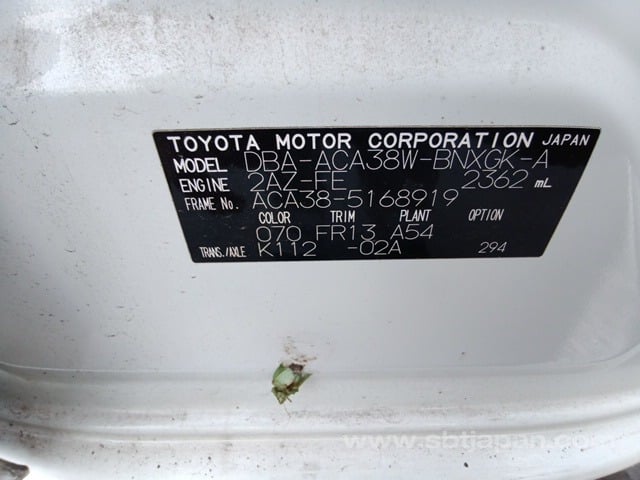 TOYOTA MOTOR CORPORATION JAPAN
MODEL DBA-ACA38W-BNXGK-A
ENGINE 2AZ-FE 2362 mL
FRAME No. ACA38-5168919
COLOR TRIM PLANT OPTION
070 FR13 A54
TRANS./AXLE K112 -02A 294
www.sbtjapan.com